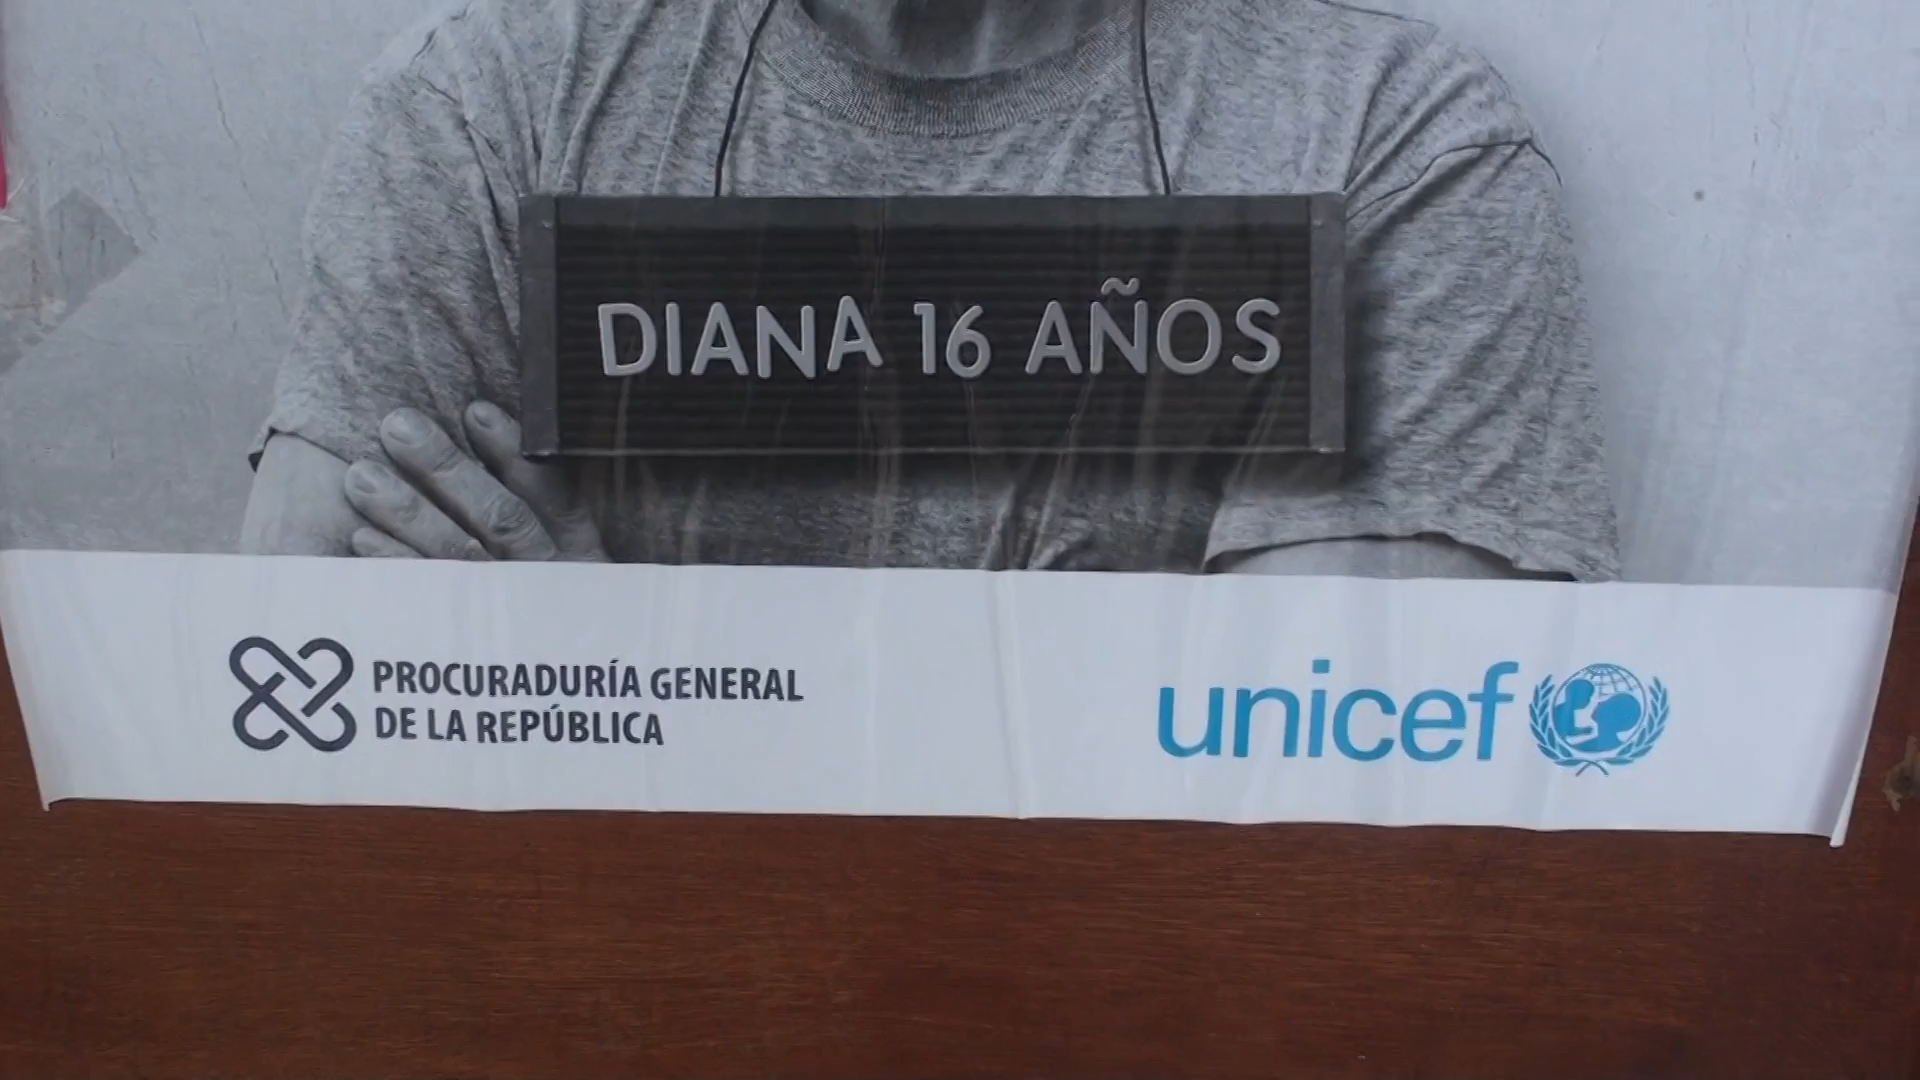 DIANA 16 AÑOS
PROCURADURÍA GENERAL
DE LA REPÚBLICA
unicef